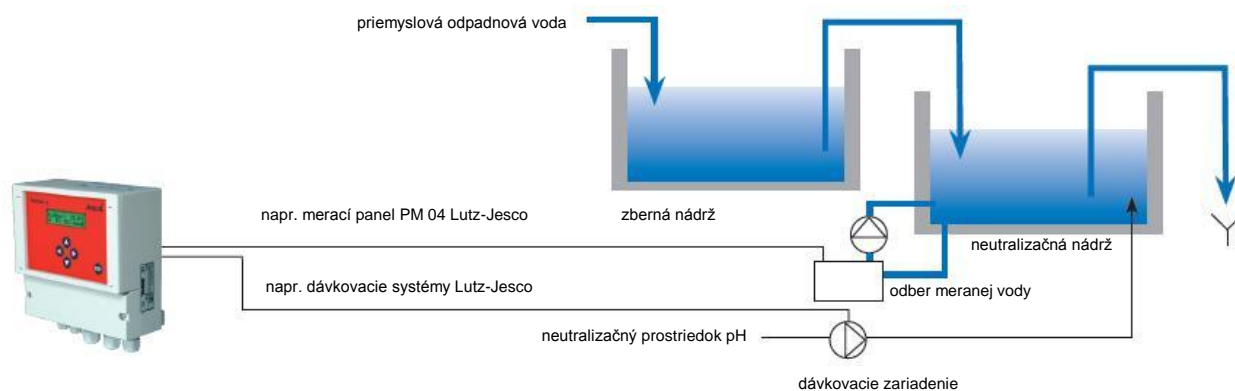 priemyslová odpadnová voda
napr. merací panel PM 04 Lutz-Jesco
zberná nádrž
neutralizačná nádrž
napr. dávkovacie systémy Lutz-Jesco
odber meranej vody
neutralizačný prostriedok pH
dávkovacie zariadenie